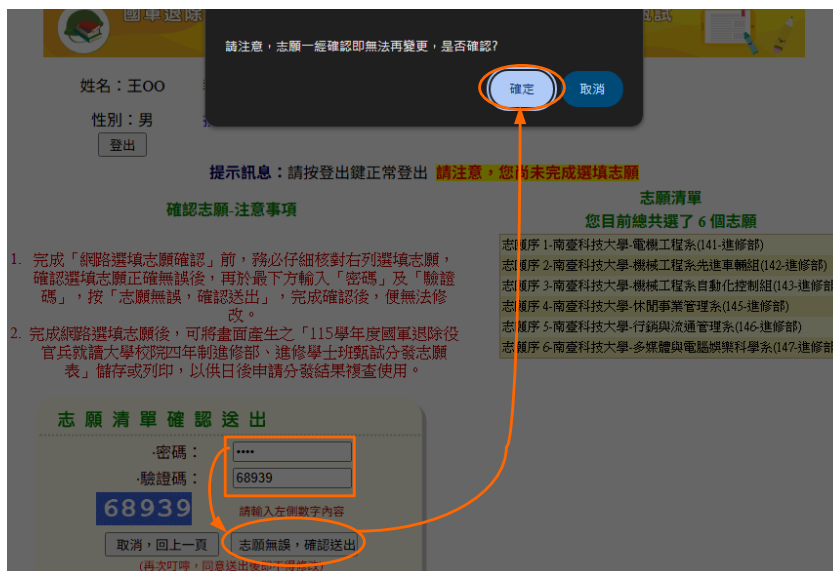 國軍退除
試
請注意，志願一經確認即無法再變更，是否確認?
確定
取消
姓名：王OO
性別：男
登出
提示訊息：請按登出鍵正常登出 請注意，您尚未完成選填志願
確認志願-注意事項
1. 完成「網路選填志願確認」前，務必仔細核對右列選填志願，
確認選填志願正確無誤後，再於最下方輸入「密碼」及「驗證
碼」，按「志願無誤，確認送出」，完成確認後，便無法修
改。
2. 完成網路選填志願後，可將畫面產生之「115學年度國軍退除役
官兵就讀大學校院四年制進修部、進修學士班甄試分發志願
表」儲存或列印，以供日後申請分發結果複查使用。
志願清單
您目前總共選了 6 個志願
志願序 1-南臺科技大學-電機工程系(141-進修部)
志願序 2-南臺科技大學-機械工程系先進車輛組(142-進修部)
志願序 3-南臺科技大學-機械工程系自動化控制組(143-進修部
志願序 4-南臺科技大學-休閒事業管理系(145-進修部)
志願序 5-南臺科技大學-行銷與流通管理系(146-進修部)
志願序 6-南臺科技大學-多媒體與電腦娛樂科學系(147-進修部
志願清單確認送出
·密碼：
••••
·驗證碼：
68939
68939
請輸入左側數字內容
取消，回上一頁
志願無誤，確認送出
(再次叮嚀，同意送出後即不得修改)